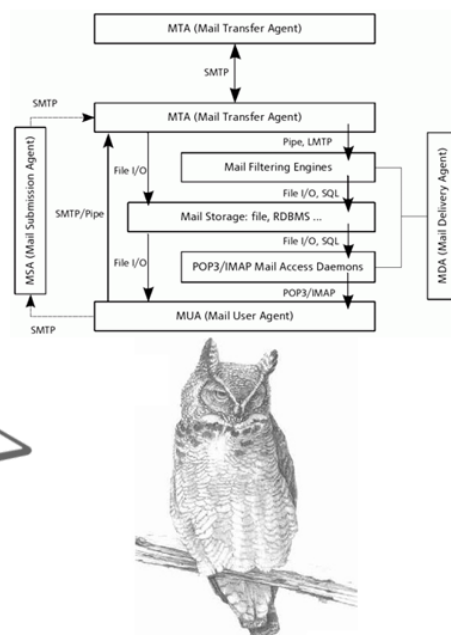 MTA (Mail Transfer Agent)
SMTP
SMTP
MTA (Mail Transfer Agent)
Pipe, LMTP
File I/O
Mail Filtering Engines
File I/O, SQL
MSA (Mail Submission Agent)
SMTP/Pipe
Mail Storage: file, RDBMS ...
MDA (Mail Delivery Agent)
File I/O, SQL
File I/O
POP3/IMAP Mail Access Daemons
POP3/IMAP
MUA (Mail User Agent)
SMTP